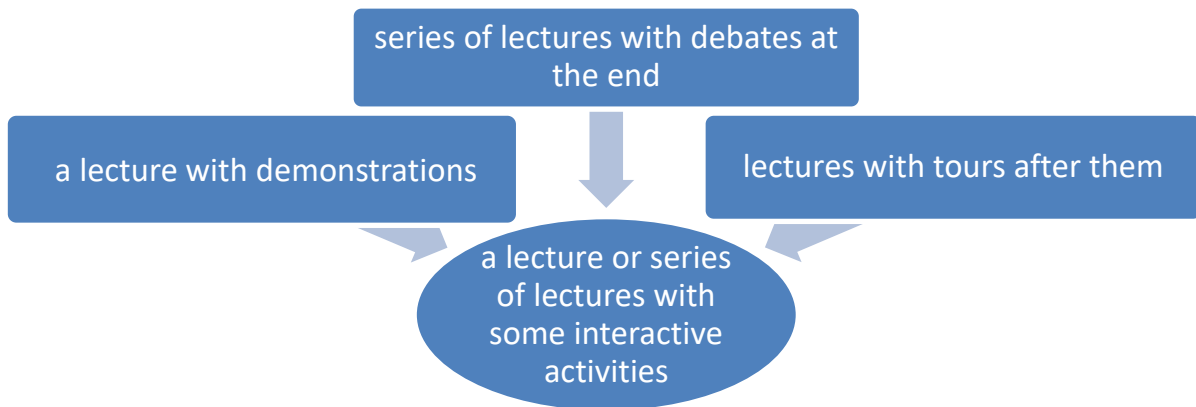 series of lectures with debates at
the end
a lecture with demonstrations
lectures with tours after them
a lecture or series
of lectures with
some interactive
activities